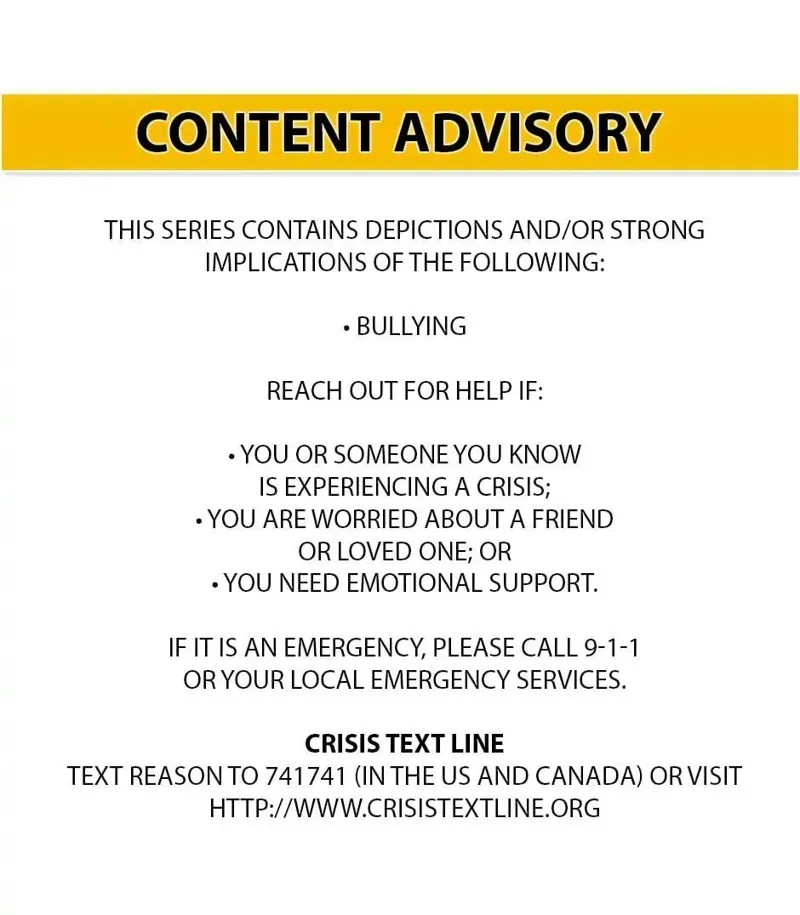 CONTENT ADVISORY
THIS SERIES CONTAINS DEPICTIONS AND/OR STRONG
IMPLICATIONS OF THE FOLLOWING:
• BULLYING
REACH OUT FOR HELP IF:
• YOU OR SOMEONE YOU KNOW
IS EXPERIENCING A CRISIS;
• YOU ARE WORRIED ABOUT A FRIEND
OR LOVED ONE; OR
• YOU NEED EMOTIONAL SUPPORT.
IF IT IS AN EMERGENCY, PLEASE CALL 9-1-1
OR YOUR LOCAL EMERGENCY SERVICES.
CRISIS TEXT LINE
TEXT REASON TO 741741 (IN THE US AND CANADA) OR VISIT
HTTP://WWW.CRISISTEXTLINE.ORG